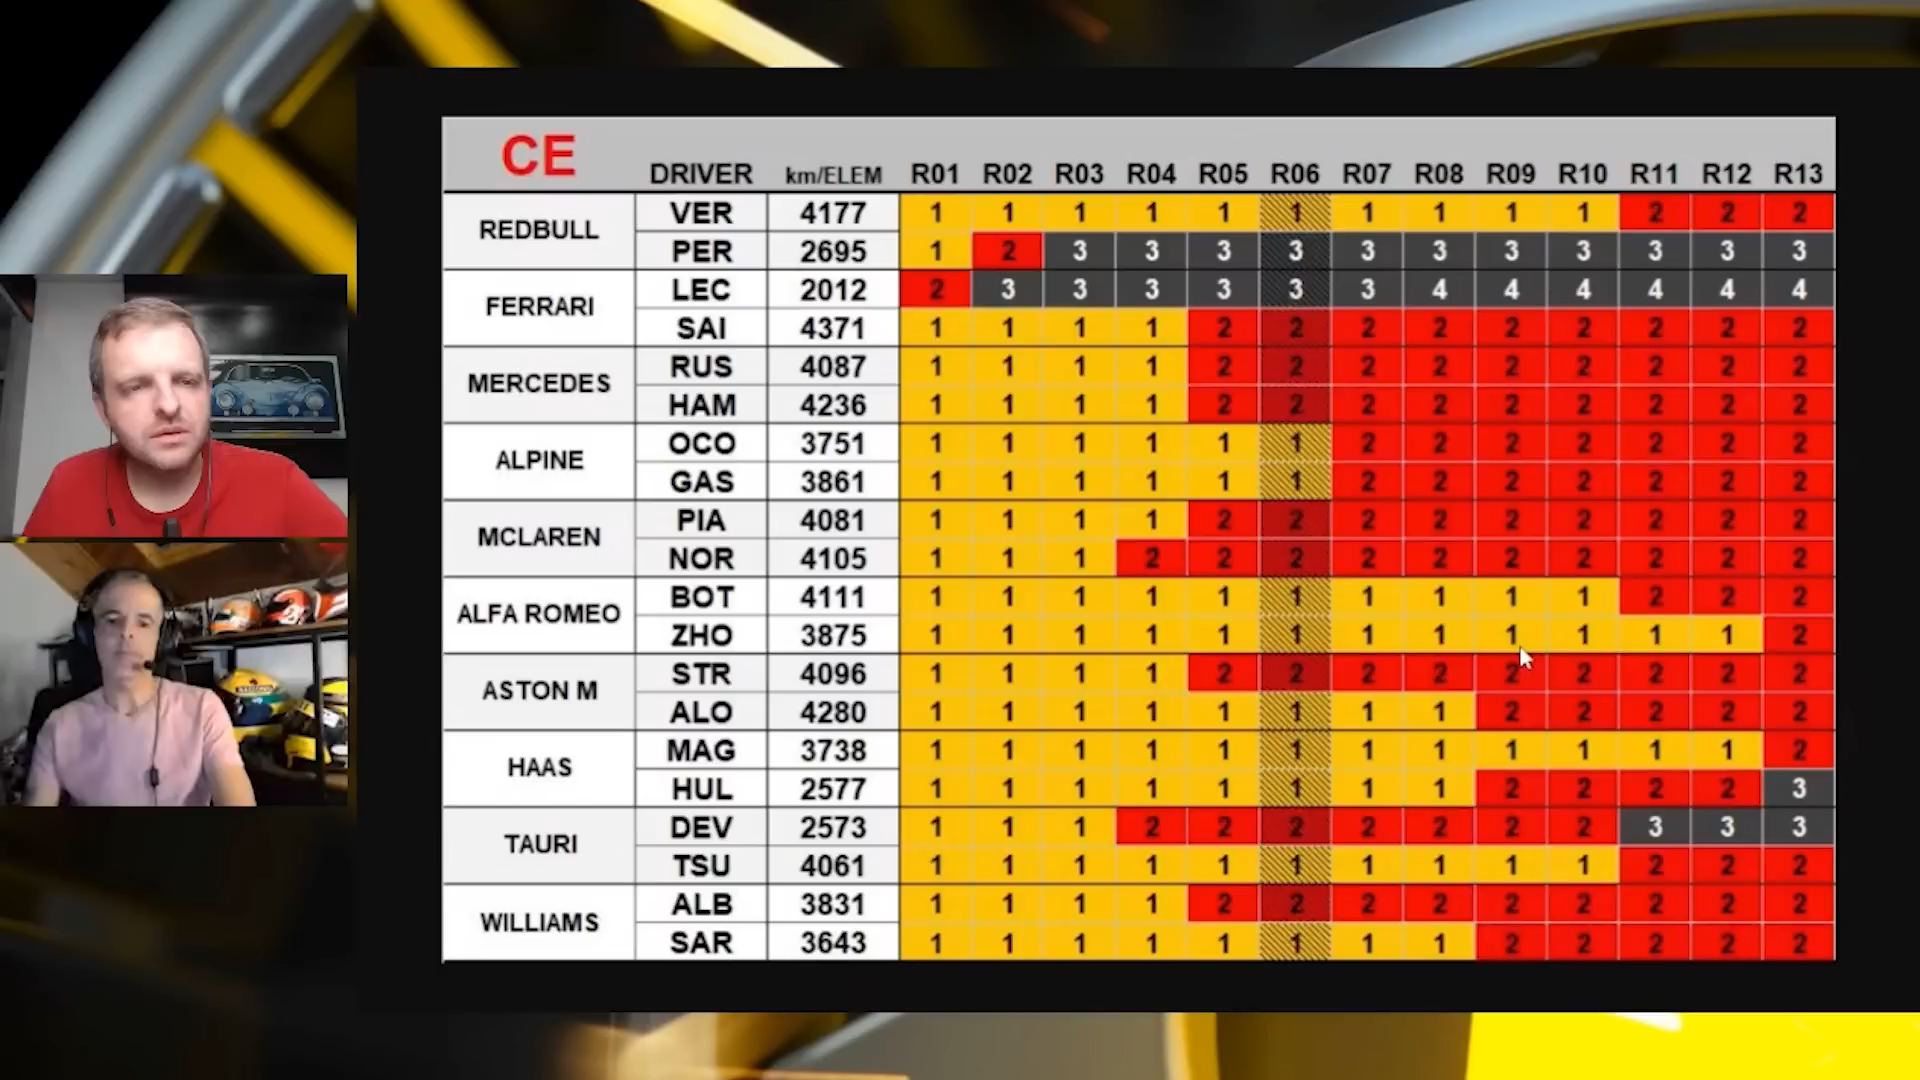 CE DRIVER km/ELEM R01 R02 R03 R04 R05 R06 R07 R08 R09 R10 R11 R12 R13
REDBULL VER 4177 1 1 1 1 1 1 1 1 1 1 2 2 2
PER 2695 1 2 3 3 3 3 3 3 3 3 3 3 3
FERRARI LEC 2012 2 3 3 3 3 3 3 4 4 4 4 4 4
SAI 4371 1 1 1 1 2 2 2 2 2 2 2 2 2
MERCEDES RUS 4087 1 1 1 1 2 2 2 2 2 2 2 2 2
HAM 4236 1 1 1 1 2 2 2 2 2 2 2 2 2
ALPINE OCO 3751 1 1 1 1 1 1 2 2 2 2 2 2 2
GAS 3861 1 1 1 1 1 1 2 2 2 2 2 2 2
MCLAREN PIA 4081 1 1 1 1 2 2 2 2 2 2 2 2 2
NOR 4105 1 1 1 2 2 2 2 2 2 2 2 2 2
ALFA ROMEO BOT 4111 1 1 1 1 1 1 1 1 1 1 2 2 2
ZHO 3875 1 1 1 1 1 1 1 1 1 1 1 1 2
ASTON M STR 4096 1 1 1 1 2 2 2 2 2 2 2 2 2
ALO 4280 1 1 1 1 1 1 1 1 2 2 2 2 2
HAAS MAG 3738 1 1 1 1 1 1 1 1 1 1 1 1 2
HUL 2577 1 1 1 1 1 1 1 1 2 2 2 2 3
TAURI DEV 2573 1 1 1 2 2 2 2 2 2 2 3 3 3
TSU 4061 1 1 1 1 1 1 1 1 1 1 2 2 2
WILLIAMS ALB 3831 1 1 1 1 2 2 2 2 2 2 2 2 2
SAR 3643 1 1 1 1 1 1 1 1 2 2 2 2 2